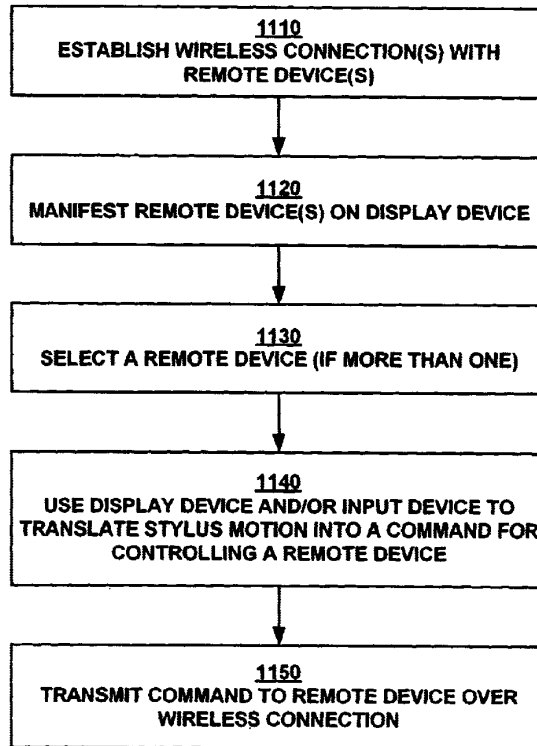 1110
ESTABLISH WIRELESS CONNECTION(S) WITH
REMOTE DEVICE(S)
1120
MANIFEST REMOTE DEVICE(S) ON DISPLAY DEVICE
1130
SELECT A REMOTE DEVICE (IF MORE THAN ONE)
1140
USE DISPLAY DEVICE AND/OR INPUT DEVICE TO
TRANSLATE STYLUS MOTION INTO A COMMAND FOR
CONTROLLING A REMOTE DEVICE
1150
TRANSMIT COMMAND TO REMOTE DEVICE OVER
WIRELESS CONNECTION